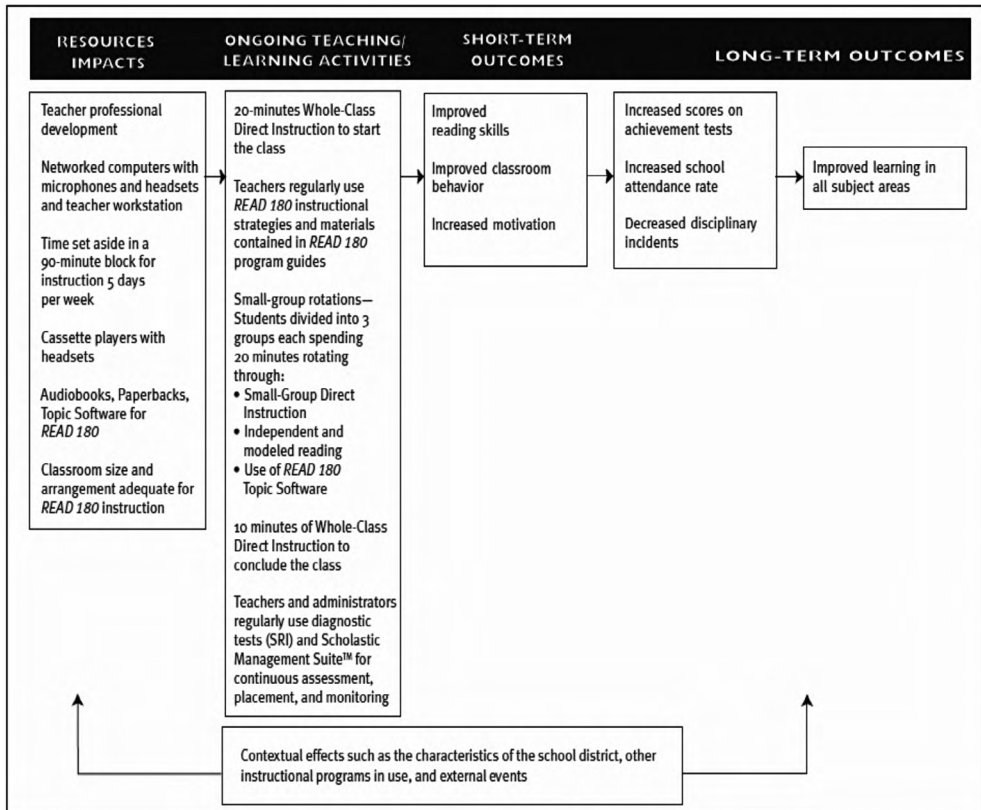 RESOURCES
IMPACTS
ONGOING TEACHING/
LEARNING ACTIVITIES
SHORT-TERM
OUTCOMES
LONG-TERM OUTCOMES
Teacher professional
development
Networked computers with
microphones and headsets
and teacher workstation
Time set aside in a
90-minute block for
instruction 5 days
per week
Cassette players with
headsets
Audiobooks, Paperbacks,
Topic Software for
READ 180
Classroom size and
arrangement adequate for
READ 180 instruction
20-minutes Whole-Class
Direct Instruction to start
the class
Teachers regularly use
READ 180 instructional
strategies and materials
contained in READ 180
program guides
Small-group rotations—
Students divided into 3
groups each spending
20 minutes rotating
through:
• Small-Group Direct
Instruction
• Independent and
modeled reading
• Use of READ 180
Topic Software
10 minutes of Whole-Class
Direct Instruction to
conclude the class
Teachers and administrators
regularly use diagnostic
tests (SRI) and Scholastic
Management Suite™ for
continuous assessment,
placement, and monitoring
Improved
reading skills
Improved classroom
behavior
Increased motivation
Increased scores on
achievement tests
Increased school
attendance rate
Decreased disciplinary
incidents
Improved learning in
all subject areas
Contextual effects such as the characteristics of the school district, other
instructional programs in use, and external events